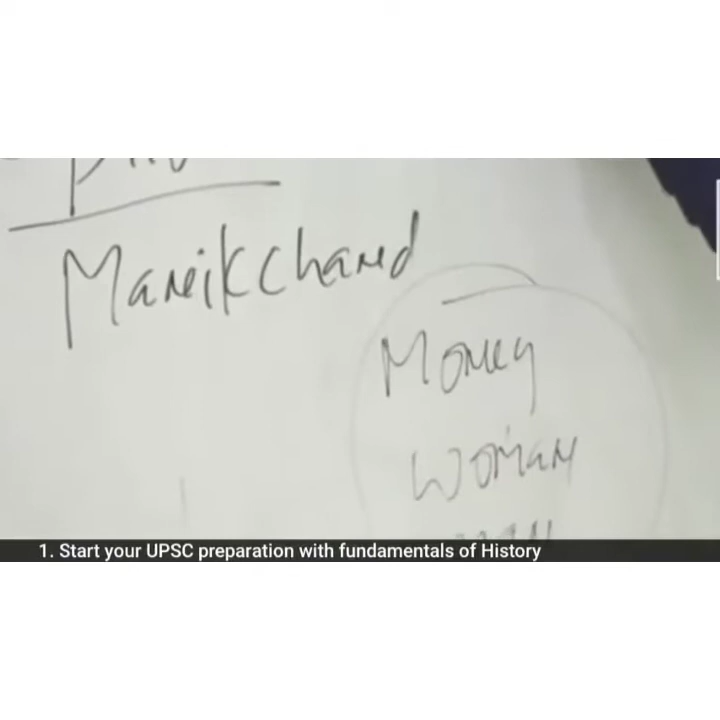 Manikchand
Money
Woman
1. Start your UPSC preparation with fundamentals of History